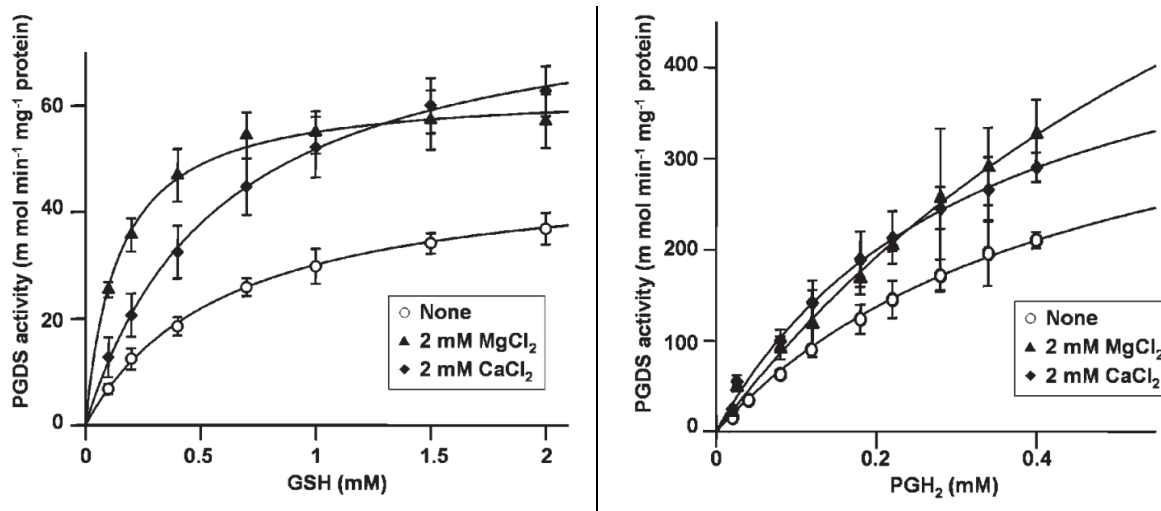 PGDS activity (m mol min⁻¹ mg⁻¹ protein)
60
40
20
0
0
0.5
1
1.5
2
GSH (mM)
None
2 mM MgCl₂
2 mM CaCl₂
PGDS activity (m mol min⁻¹ mg⁻¹ protein)
400
300
200
100
0
0
0.2
0.4
PGH₂ (mM)
None
2 mM MgCl₂
2 mM CaCl₂